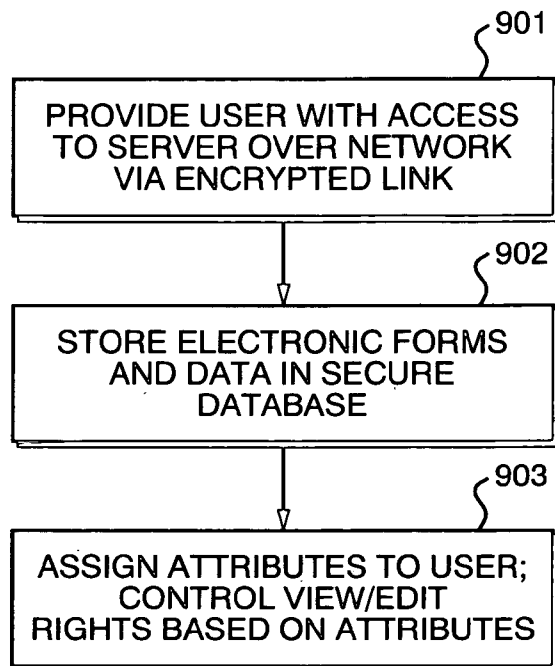 901
PROVIDE USER WITH ACCESS
TO SERVER OVER NETWORK
VIA ENCRYPTED LINK
902
STORE ELECTRONIC FORMS
AND DATA IN SECURE
DATABASE
903
ASSIGN ATTRIBUTES TO USER;
CONTROL VIEW/EDIT
RIGHTS BASED ON ATTRIBUTES